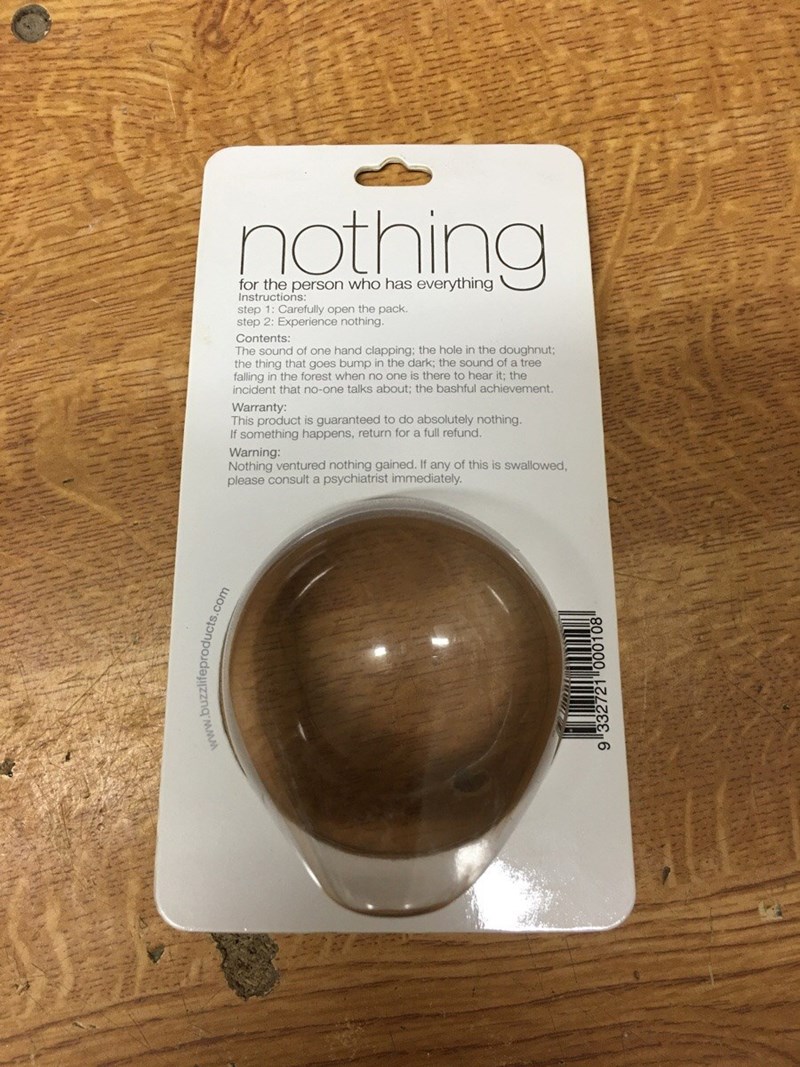 nothing
for the person who has everything
Instructions:
step 1: Carefully open the pack.
step 2: Experience nothing.
Contents:
The sound of one hand clapping; the hole in the doughnut;
the thing that goes bump in the dark; the sound of a tree
falling in the forest when no one is there to hear it; the
incident that no-one talks about; the bashful achievement.
Warranty:
This product is guaranteed to do absolutely nothing.
If something happens, return for a full refund.
Warning:
Nothing ventured nothing gained. If any of this is swallowed,
please consult a psychiatrist immediately.
www.buzzlifeproducts.com
9 332721 000108